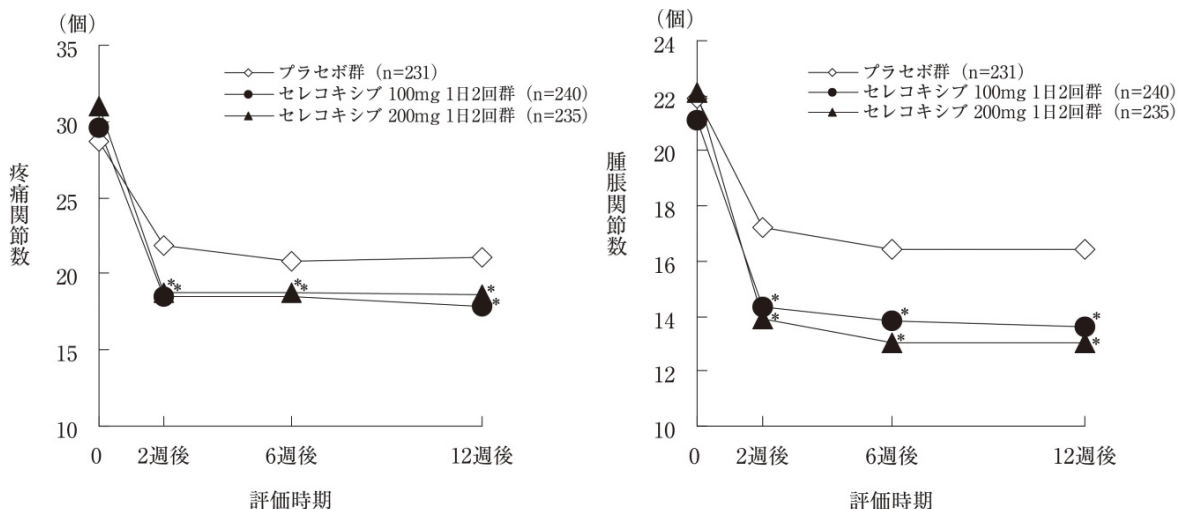 （個）
35
30
25
20
15
10
疼痛関節数
プラセボ群（n=231）
セレコキシブ 100mg 1日2回群（n=240）
セレコキシブ 200mg 1日2回群（n=235）
**
**
*
*
0 2週後 6週後 12週後
評価時期
（個）
24
22
20
18
16
14
12
10
腫脹関節数
プラセボ群（n=231）
セレコキシブ 100mg 1日2回群（n=240）
セレコキシブ 200mg 1日2回群（n=235）
*
*
*
*
*
*
0 2週後 6週後 12週後
評価時期